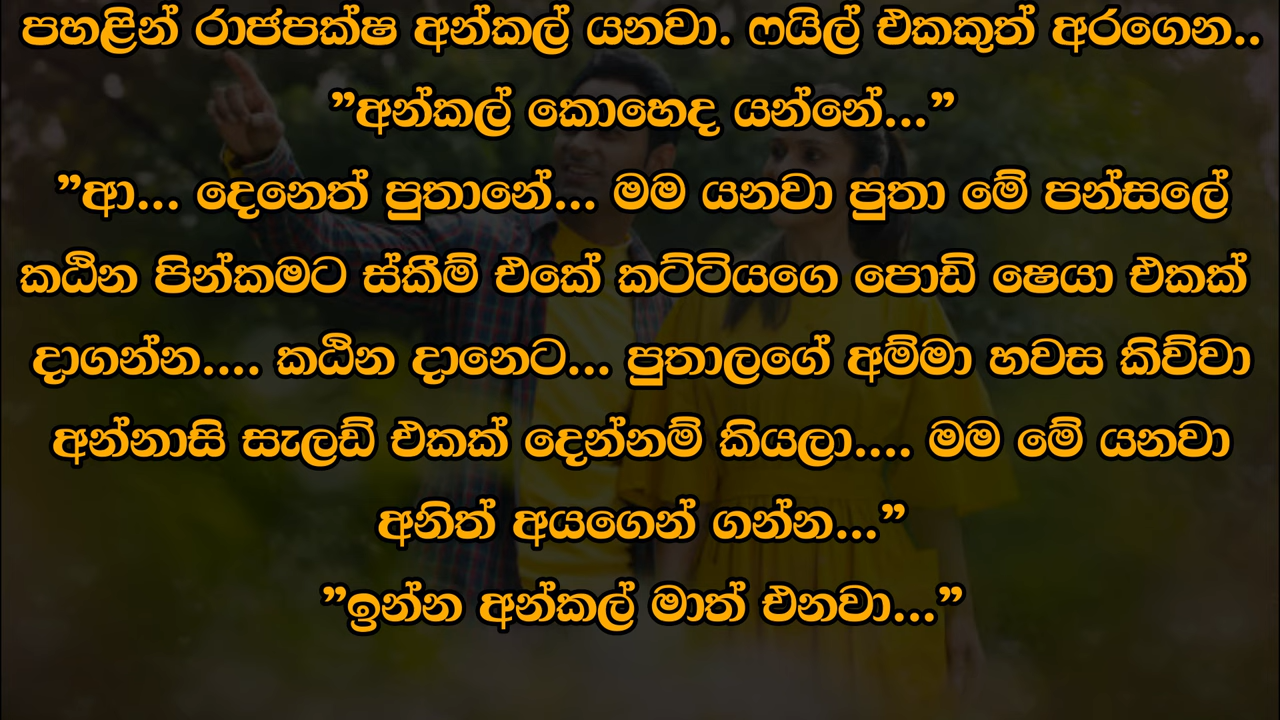 පහළින් රාජපක්ෂ අන්කල් යනවා. ෆයිල් එකකුත් අරගෙන..
”අන්කල් කොහෙද යන්නේ...”
”ආ... දෙනෙත් පුතානේ... මම යනවා පුතා මේ පන්සලේ
කඨින පින්කමට ස්කීම් එකේ කට්ටියගෙ පොඩි ෂෙයා එකක්
දාගන්න.... කඨින දානෙට... පුතාලගේ අම්මා හවස කිව්වා
අන්නාසි සැලඩ් එකක් දෙන්නම් කියලා.... මම මේ යනවා
අනිත් අයගෙන් ගන්න...”
”ඉන්න අන්කල් මාත් එනවා...”